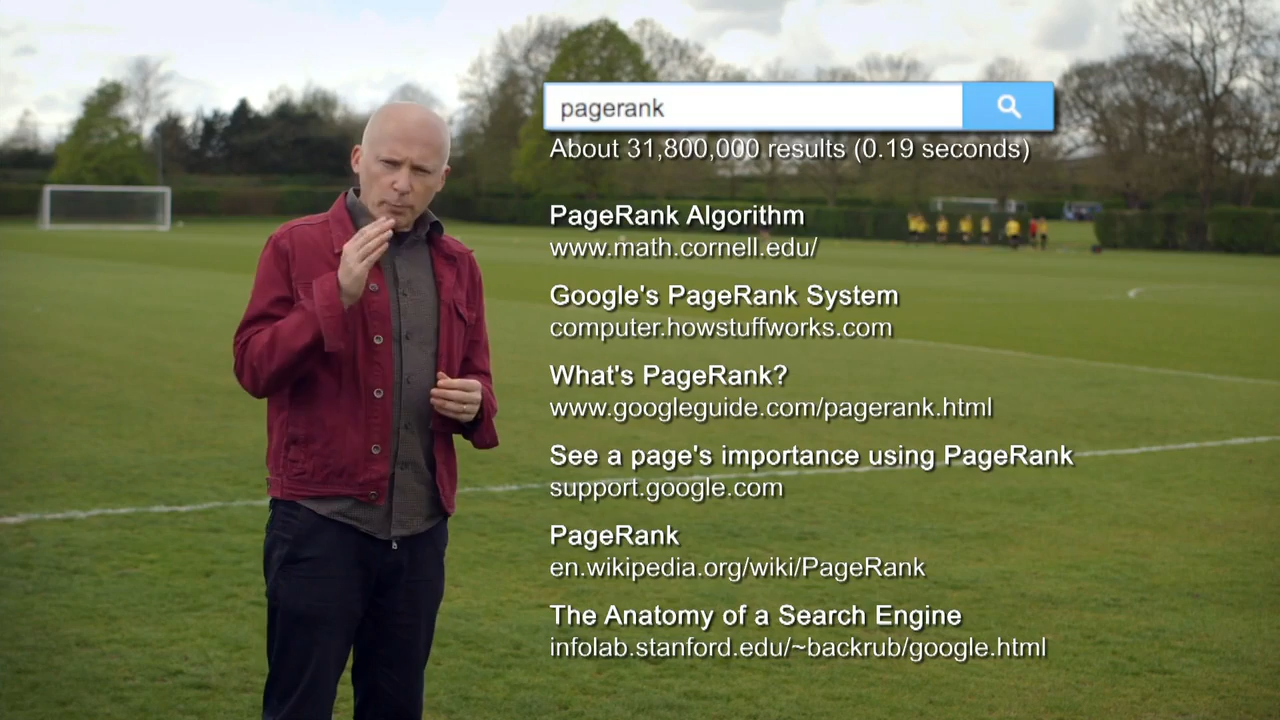 pagerank
About 31,800,000 results (0.19 seconds)
PageRank Algorithm
www.math.cornell.edu/
Google's PageRank System
computer.howstuffworks.com
What's PageRank?
www.googleguide.com/pagerank.html
See a page's importance using PageRank
support.google.com
PageRank
en.wikipedia.org/wiki/PageRank
The Anatomy of a Search Engine
infolab.stanford.edu/~backrub/google.html